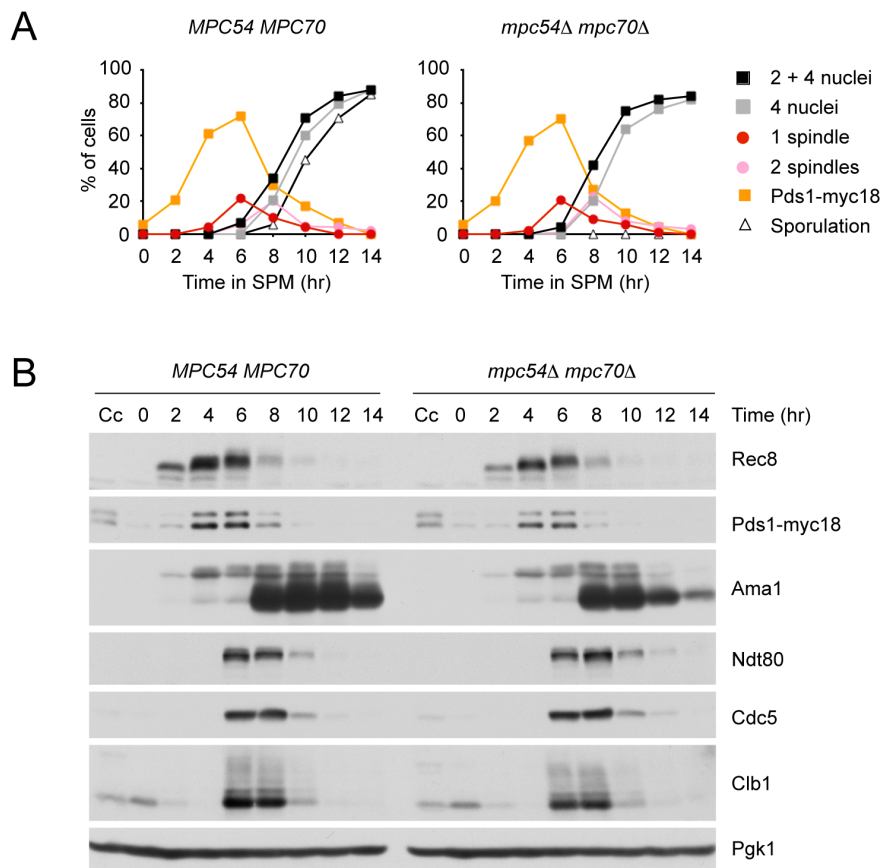 A
MPC54 MPC70
mpc54Δ mpc70Δ
100
80
60
40
20
0
% of cells
0 2 4 6 8 10 12 14
Time in SPM (hr)
100
80
60
40
20
0
0 2 4 6 8 10 12 14
Time in SPM (hr)
2 + 4 nuclei
4 nuclei
1 spindle
2 spindles
Pds1-myc18
Sporulation
B
MPC54 MPC70
mpc54Δ mpc70Δ
Cc 0 2 4 6 8 10 12 14 Cc 0 2 4 6 8 10 12 14 Time (hr)
Rec8
Pds1-myc18
Ama1
Ndt80
Cdc5
Clb1
Pgk1